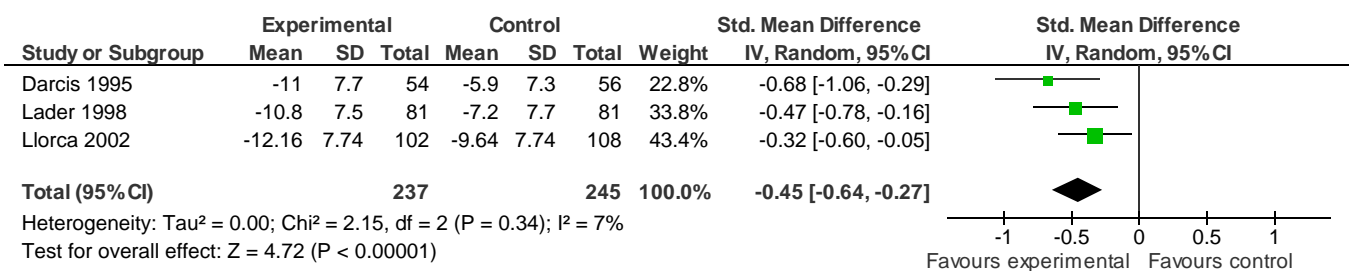 Experimental Control Std. Mean Difference Std. Mean Difference
Study or Subgroup Mean SD Total Mean SD Total Weight IV, Random, 95% CI IV, Random, 95% CI
Darcis 1995 -11 7.7 54 -5.9 7.3 56 22.8% -0.68 [-1.06, -0.29]
Lader 1998 -10.8 7.5 81 -7.2 7.7 81 33.8% -0.47 [-0.78, -0.16]
Llorca 2002 -12.16 7.74 102 -9.64 7.74 108 43.4% -0.32 [-0.60, -0.05]
Total (95% CI) 237 245 100.0% -0.45 [-0.64, -0.27]
Heterogeneity: Tau² = 0.00; Chi² = 2.15, df = 2 (P = 0.34); I² = 7%
Test for overall effect: Z = 4.72 (P < 0.00001)
-1 -0.5 0 0.5 1
Favours experimental Favours control